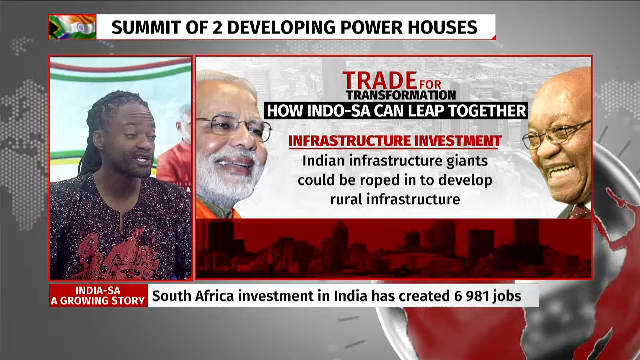 SUMMIT OF 2 DEVELOPING POWER HOUSES
TRADE FOR
TRANSFORMATION
HOW INDO-SA CAN LEAP TOGETHER
INFRASTRUCTURE INVESTMENT
Indian infrastructure giants
could be roped in to develop
rural infrastructure
INDIA-SA
A GROWING STORY
South Africa investment in India has created 6 981 jobs